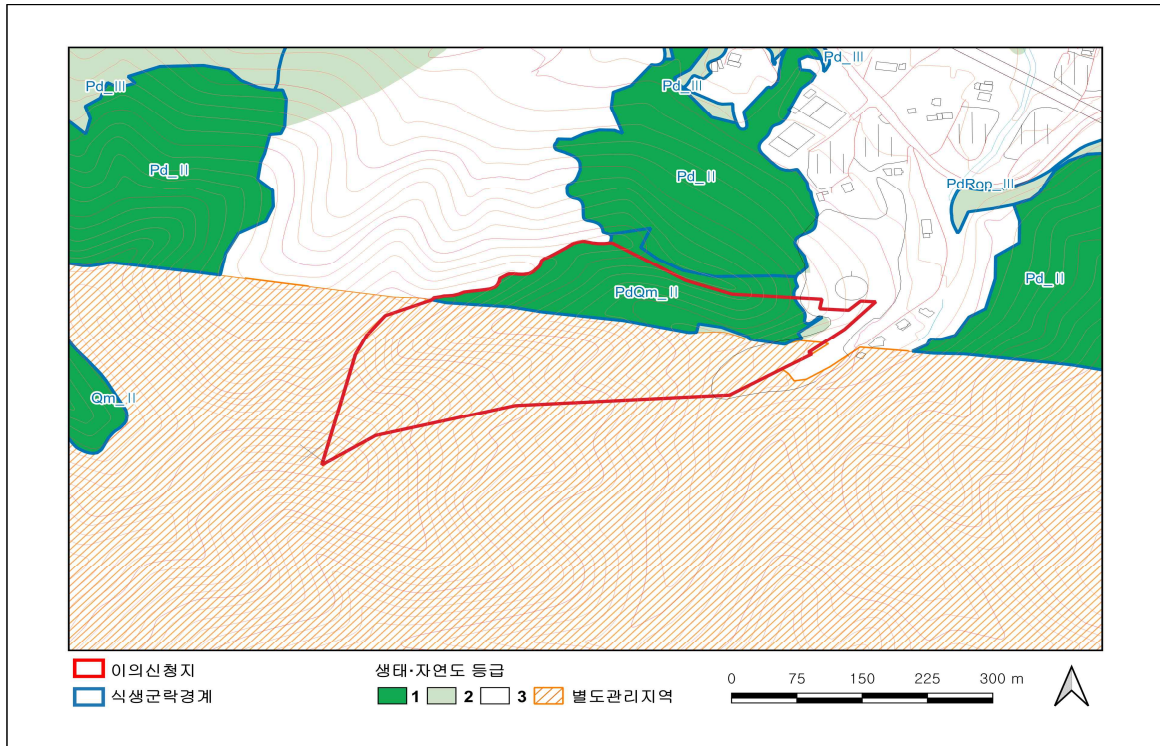 Pd_III
Pd_III
Pd_III
Pd_Ⅱ
Pd_Ⅱ
PdRop_III
Pd_Ⅱ
PdQm_Ⅱ
Qm_Ⅱ
이의신청지
식생군락경계
생태·자연도 등급
1 2 3 별도관리지역
0 75 150 225 300 m